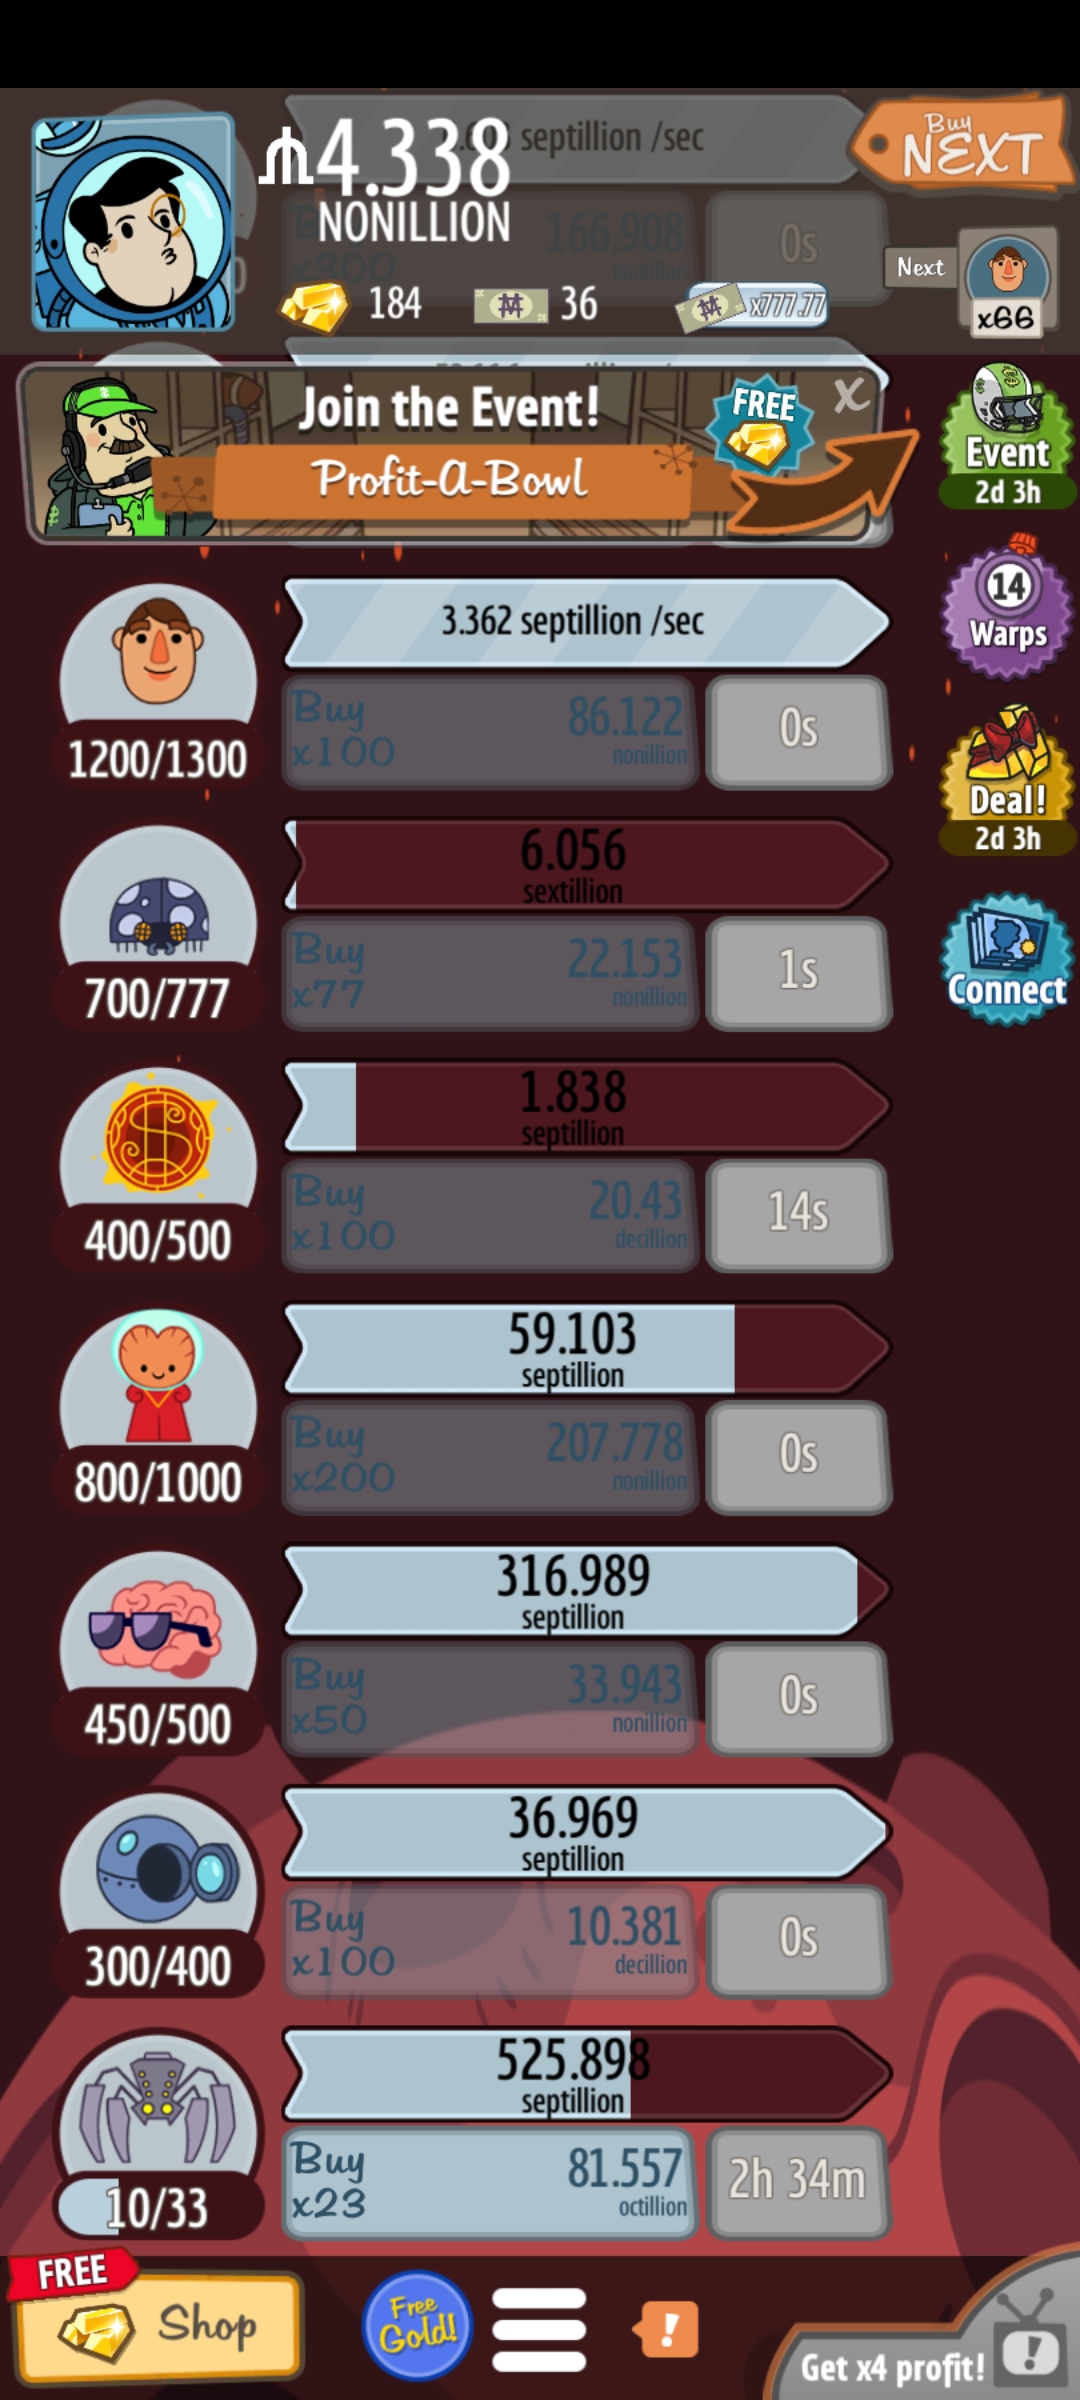 4.338
NONILLION
septillion /sec
Buy
NEXT
x300
166.908
nonillion
0s
Next
x66
184
36
x777.77
Join the Event!
Profit-A-Bowl
FREE
X
Event
2d 3h
3.362 septillion /sec
1200/1300
Buy
x100
86.122
nonillion
0s
14
Warps
Deal!
2d 3h
6.056
sextillion
700/777
Buy
x77
22.153
nonillion
1s
Connect
1.838
septillion
400/500
Buy
x100
20.43
decillion
14s
59.103
septillion
800/1000
Buy
x200
207.778
nonillion
0s
316.989
septillion
450/500
Buy
x50
33.943
nonillion
0s
36.969
septillion
300/400
Buy
x100
10.381
decillion
0s
525.898
septillion
10/33
Buy
x23
81.557
octillion
2h 34m
FREE
Shop
Free
Gold!
!
Get x4 profit!
!